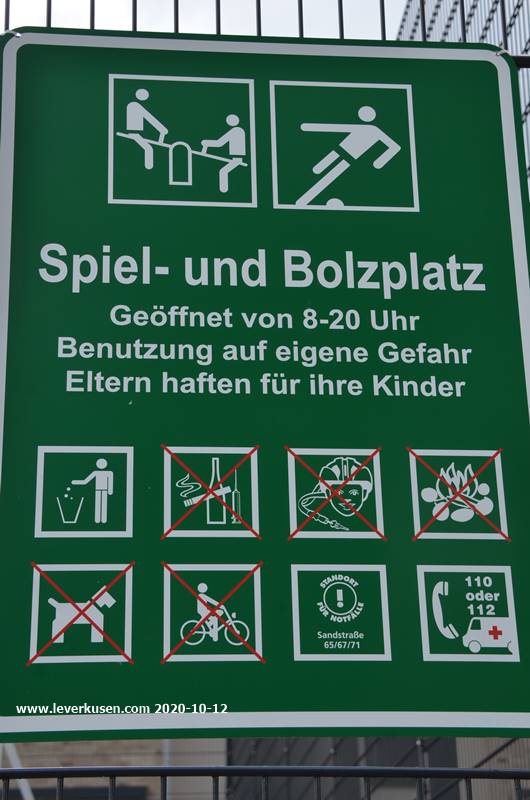 Spiel- und Bolzplatz
Geöffnet von 8-20 Uhr
Benutzung auf eigene Gefahr
Eltern haften für ihre Kinder
STANDORT
FÜR NOTFÄLLE
Sandstraße
65/67/71
110
oder
112
www.leverkusen.com 2020-10-12